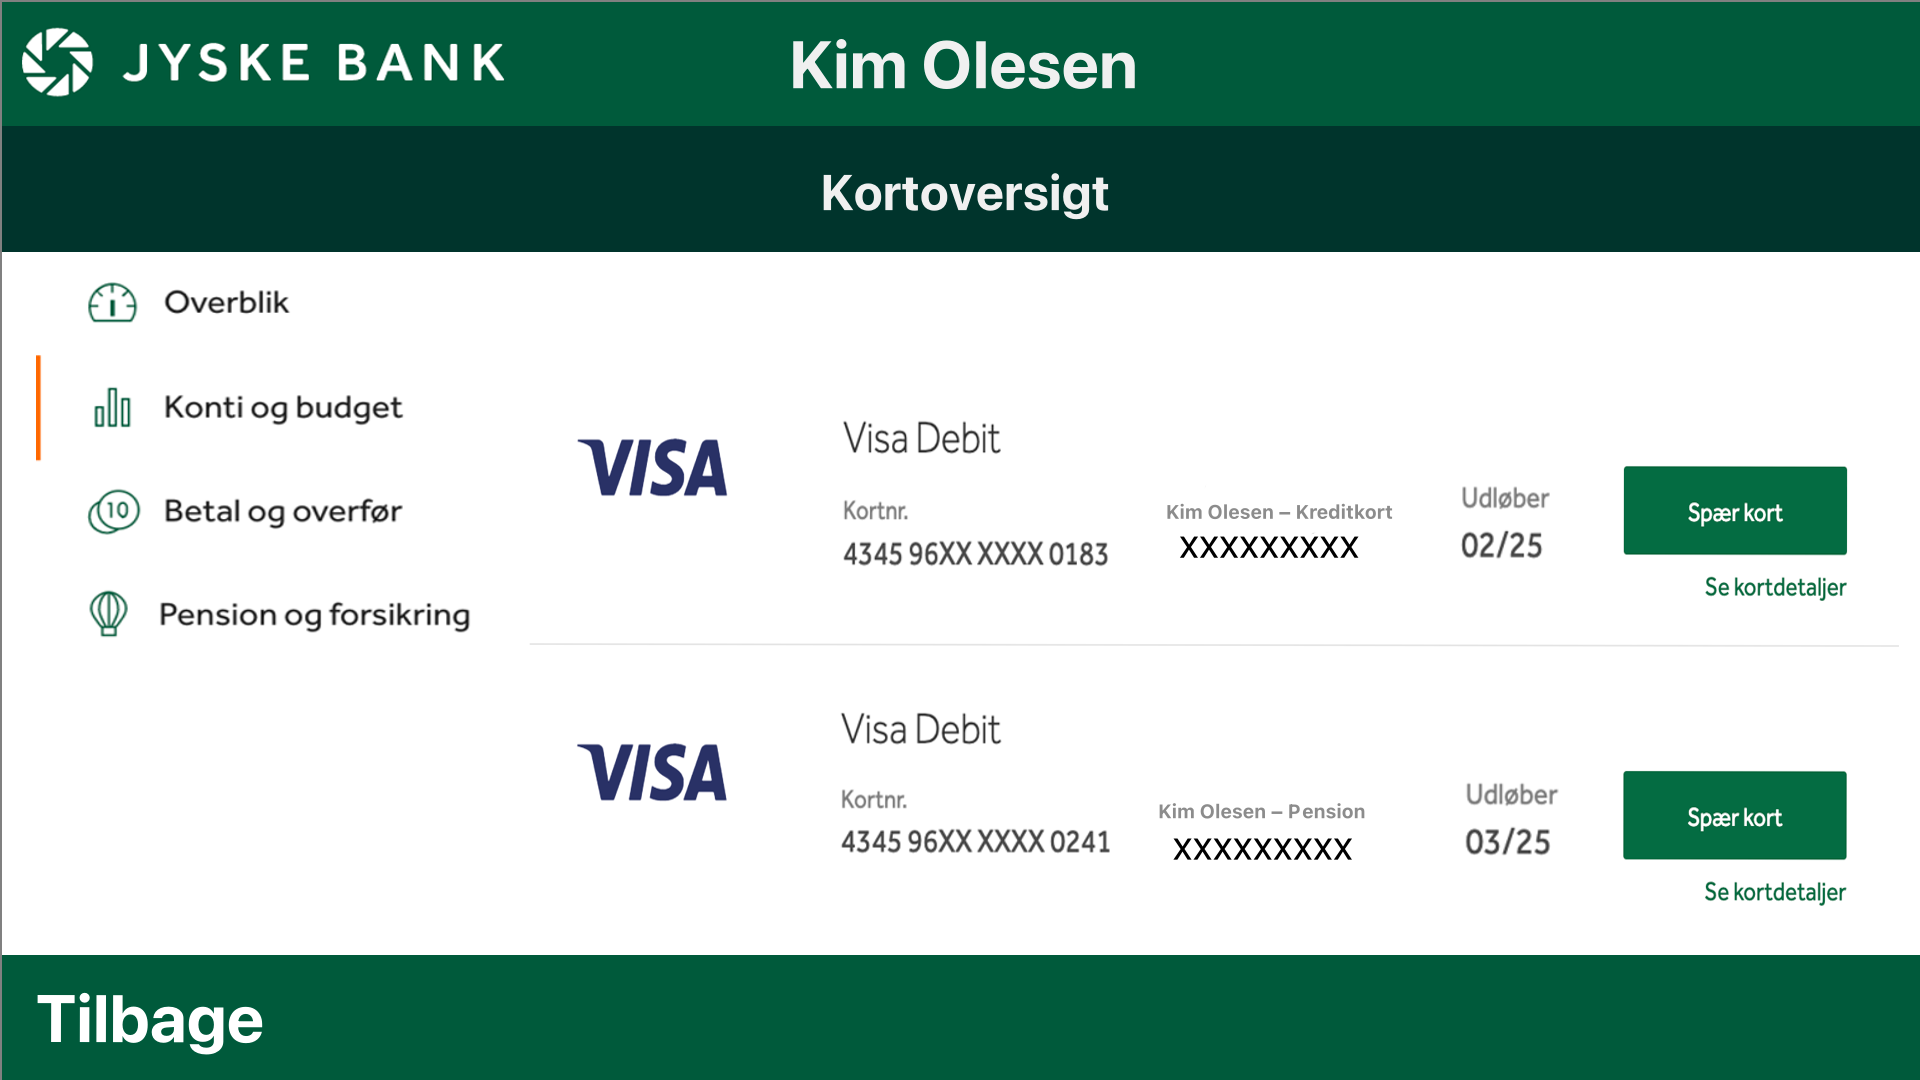 JYSKE BANK
Kim Olesen
Kortoversigt
Overblik
Konti og budget
10
Betal og overfør
Pension og forsikring
VISA
Visa Debit
Kortnr.
4345 96XX XXXX 0183
Kim Olesen – Kreditkort
XXXXXXXXX
Udløber
02/25
Spær kort
Se kortdetaljer
VISA
Visa Debit
Kortnr.
4345 96XX XXXX 0241
Kim Olesen – Pension
XXXXXXXXX
Udløber
03/25
Spær kort
Se kortdetaljer
Tilbage